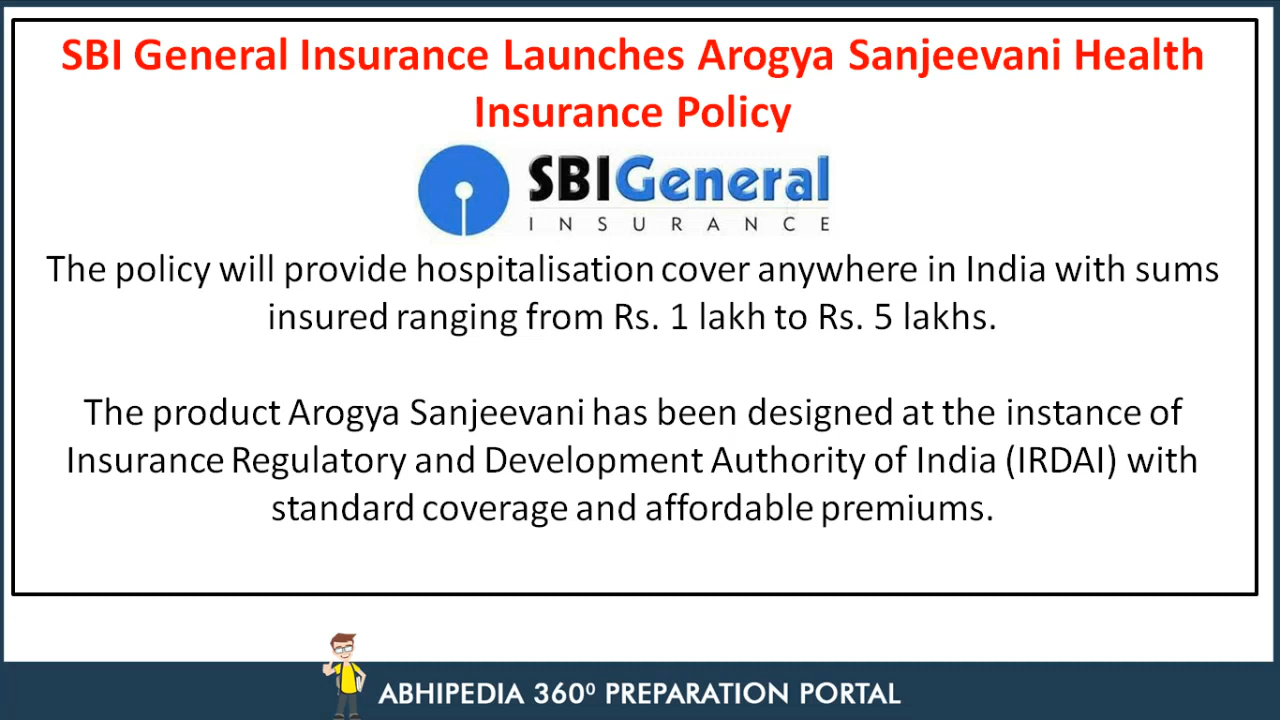 SBI General Insurance Launches Arogya Sanjeevani Health
Insurance Policy
SBIGeneral
INSURANCE
The policy will provide hospitalisation cover anywhere in India with sums
insured ranging from Rs. 1 lakh to Rs. 5 lakhs.
The product Arogya Sanjeevani has been designed at the instance of
Insurance Regulatory and Development Authority of India (IRDAI) with
standard coverage and affordable premiums.
ABHIPEDIA 360⁰ PREPARATION PORTAL